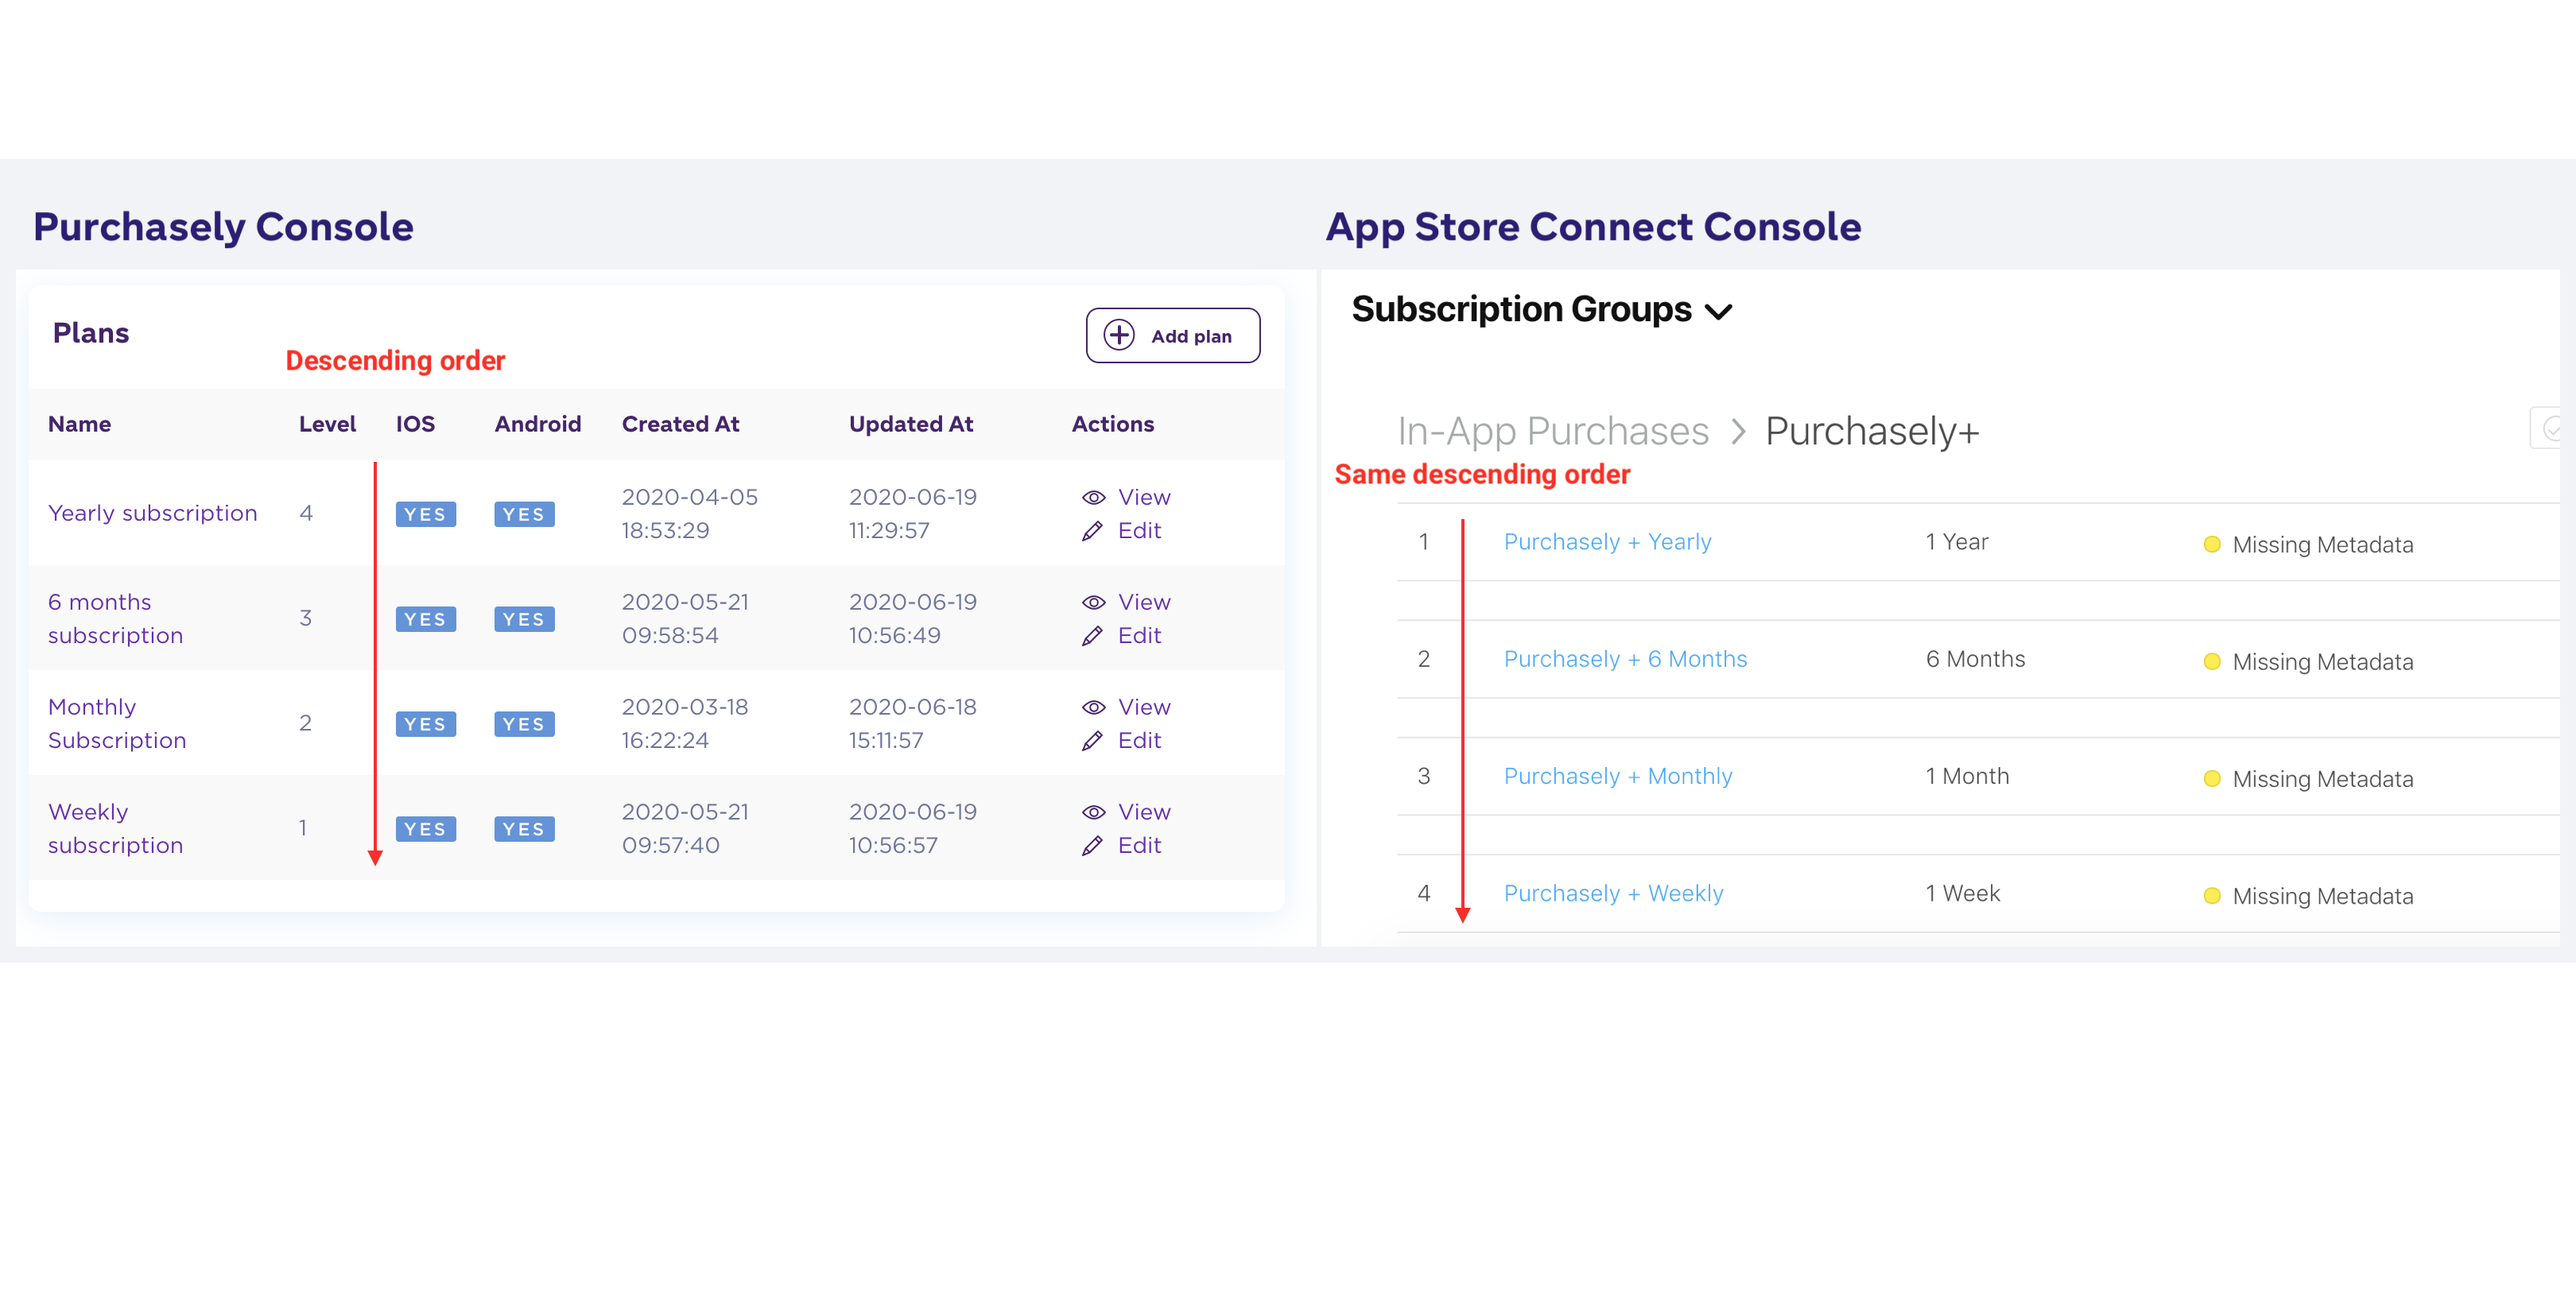 Purchasely Console
Plans
Add plan
Descending order
Name Level IOS Android Created At Updated At Actions
Yearly subscription 4 YES YES 2020-04-05 18:53:29 2020-06-19 11:29:57 View Edit
6 months subscription 3 YES YES 2020-05-21 09:58:54 2020-06-19 10:56:49 View Edit
Monthly Subscription 2 YES YES 2020-03-18 16:22:24 2020-06-18 15:11:57 View Edit
Weekly subscription 1 YES YES 2020-05-21 09:57:40 2020-06-19 10:56:57 View Edit
App Store Connect Console
Subscription Groups
In-App Purchases > Purchasely+
Same descending order
1 Purchasely + Yearly 1 Year Missing Metadata
2 Purchasely + 6 Months 6 Months Missing Metadata
3 Purchasely + Monthly 1 Month Missing Metadata
4 Purchasely + Weekly 1 Week Missing Metadata